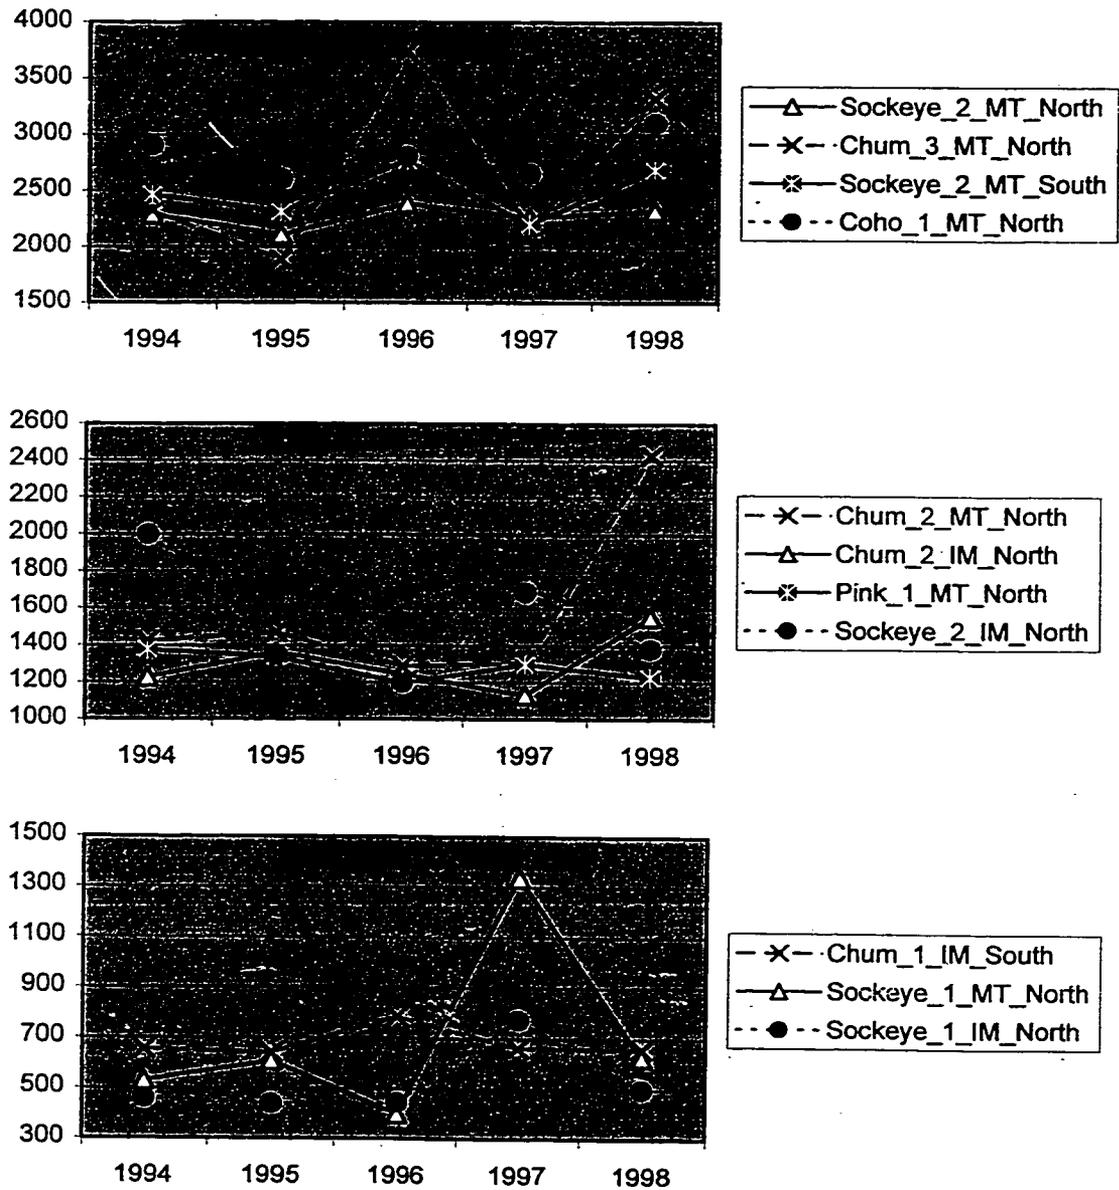 4000
3500
3000
2500
2000
1500
1994 1995 1996 1997 1998
Sockeye_2_MT_North
Chum_3_MT_North
Sockeye_2_MT_South
Coho_1_MT_North
2600
2400
2200
2000
1800
1600
1400
1200
1000
1994 1995 1996 1997 1998
Chum_2_MT_North
Chum_2_IM_North
Pink_1_MT_North
Sockeye_2_IM_North
1500
1300
1100
900
700
500
300
1994 1995 1996 1997 1998
Chum_1_IM_South
Sockeye_1_MT_North
Sockeye_1_IM_North